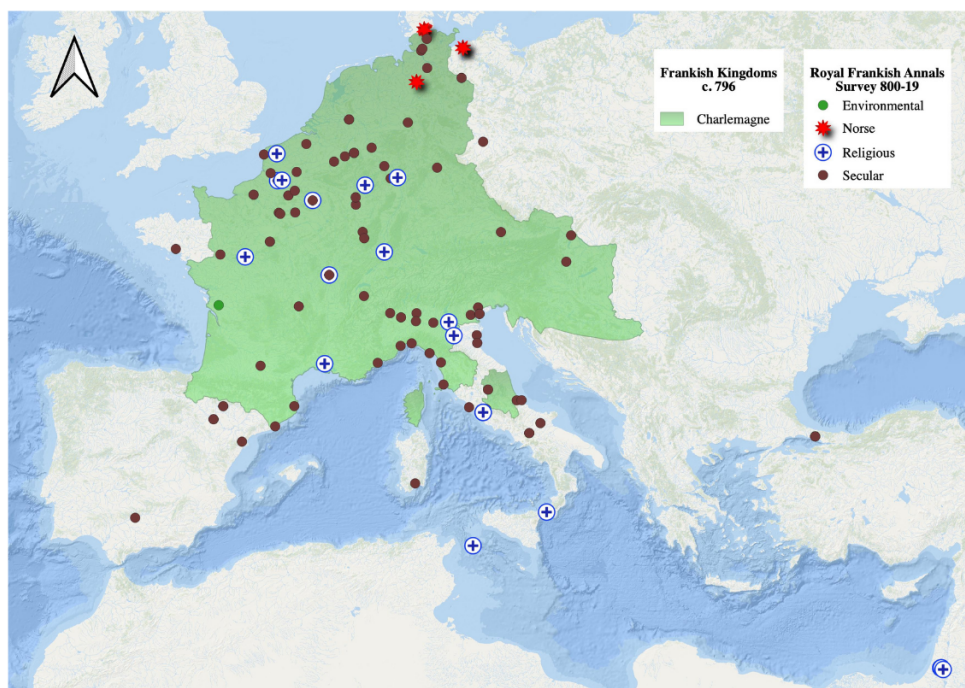 Frankish Kingdoms
c. 796
Charlemagne
Royal Frankish Annals
Survey 800-19
Environmental
Norse
Religious
Secular